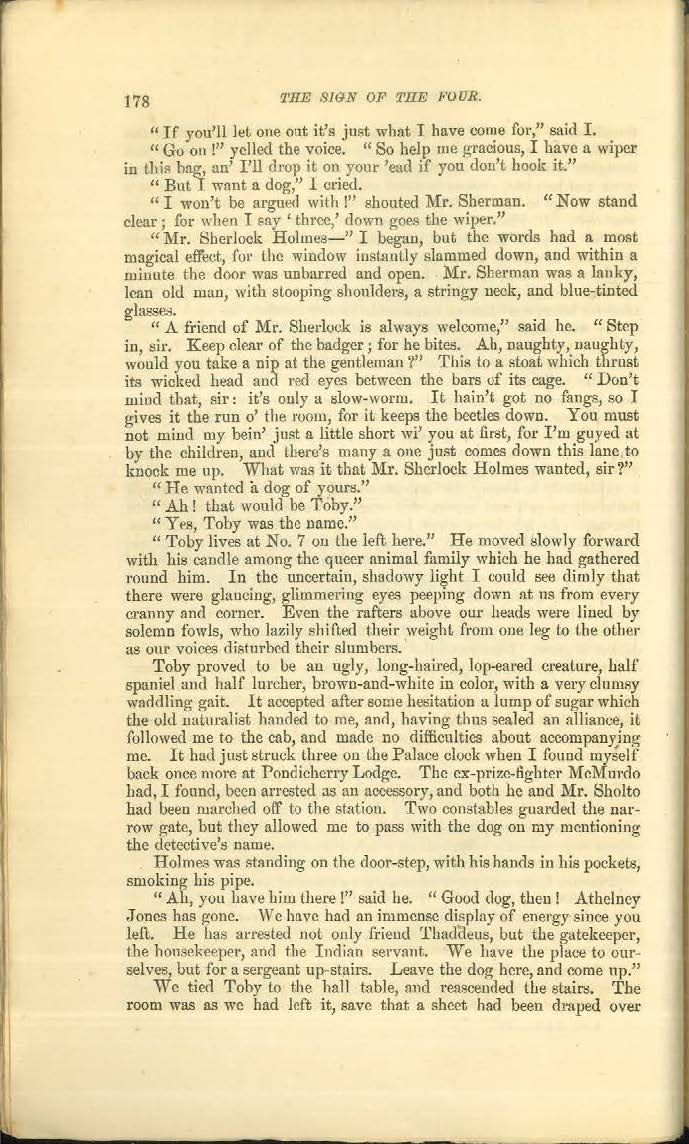 178 THE SIGN OF THE FOUR.
“If you'll let one out it's just what I have come for,” said I.
“Go on!” yelled the voice. “So help me gracious, I have a wiper
in this bag, an' I'll drop it on your 'ead if you don't hook it.”
“But I want a dog,” I cried.
“I won't be argued with!” shouted Mr. Sherman. “Now stand
clear; for when I say ‘three,’ down goes the wiper.”
“Mr. Sherlock Holmes—” I began, but the words had a most
magical effect, for the window instantly slammed down, and within a
minute the door was unbarred and open. Mr. Sherman was a lanky,
lean old man, with stooping shoulders, a stringy neck, and blue-tinted
glasses.
“A friend of Mr. Sherlock is always welcome,” said he. “Step
in, sir. Keep clear of the badger; for he bites. Ah, naughty, naughty,
would you take a nip at the gentleman?” This to a stoat which thrust
its wicked head and red eyes between the bars of its cage. “Don't
mind that, sir: it's only a slow-worm. It hain't got no fangs, so I
gives it the run o' the room, for it keeps the beetles down. You must
not mind my bein' just a little short wi' you at first, for I'm guyed at
by the children, and there's many a one just comes down this lane to
knock me up. What was it that Mr. Sherlock Holmes wanted, sir?”
“He wanted a dog of yours.”
“Ah! that would be Toby.”
“Yes, Toby was the name.”
“Toby lives at No. 7 on the left here.” He moved slowly forward
with his candle among the queer animal family which he had gathered
round him. In the uncertain, shadowy light I could see dimly that
there were glancing, glimmering eyes peeping down at us from every
cranny and corner. Even the rafters above our heads were lined by
solemn fowls, who lazily shifted their weight from one leg to the other
as our voices disturbed their slumbers.
Toby proved to be an ugly, long-haired, lop-eared creature, half
spaniel and half lurcher, brown-and-white in color, with a very clumsy
waddling gait. It accepted after some hesitation a lump of sugar which
the old naturalist handed to me, and, having thus sealed an alliance, it
followed me to the cab, and made no difficulties about accompanying
me. It had just struck three on the Palace clock when I found myself
back once more at Pondicherry Lodge. The ex-prize-fighter McMurdo
had, I found, been arrested as an accessory, and both he and Mr. Sholto
had been marched off to the station. Two constables guarded the nar-
row gate, but they allowed me to pass with the dog on my mentioning
the detective's name.
Holmes was standing on the door-step, with his hands in his pockets,
smoking his pipe.
“Ah, you have him there!” said he. “Good dog, then! Athelney
Jones has gone. We have had an immense display of energy since you
left. He has arrested not only friend Thaddeus, but the gatekeeper,
the housekeeper, and the Indian servant. We have the place to our-
selves, but for a sergeant up-stairs. Leave the dog here, and come up.”
We tied Toby to the hall table, and reascended the stairs. The
room was as we had left it, save that a sheet had been draped over